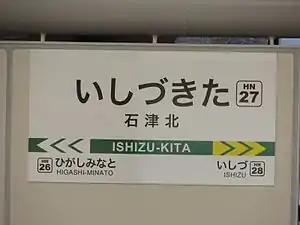 いしづきた HN 27
石津北
ISHIZU-KITA
HN 26 ひがしみなと いしづ HN 28
HIGASHI-MINATO ISHIZU